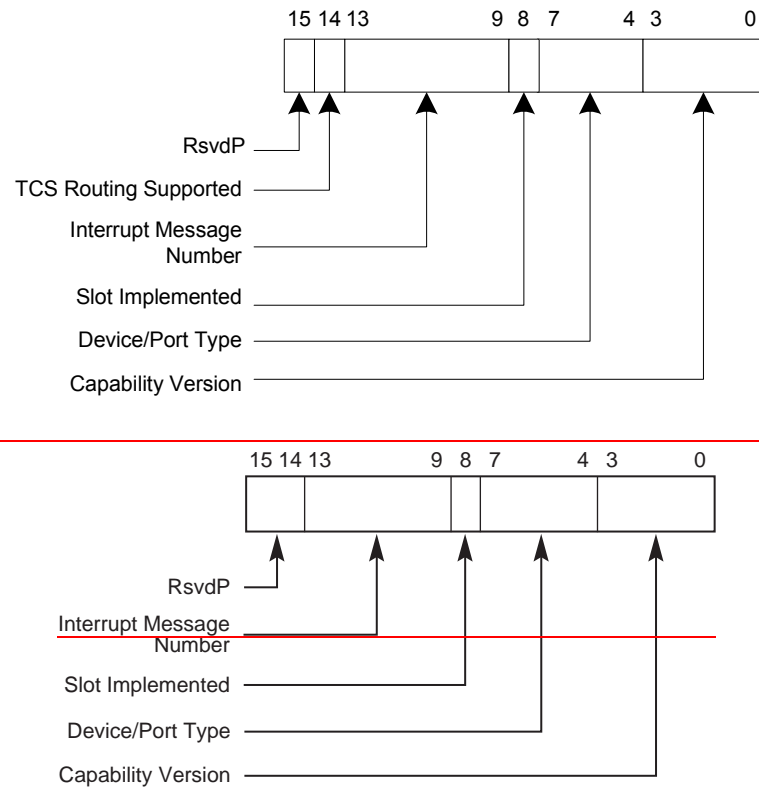 15 14 13 9 8 7 4 3 0
RsvdP
TCS Routing Supported
Interrupt Message
Number
Slot Implemented
Device/Port Type
Capability Version
15 14 13 9 8 7 4 3 0
RsvdP
Interrupt Message
Number
Slot Implemented
Device/Port Type
Capability Version